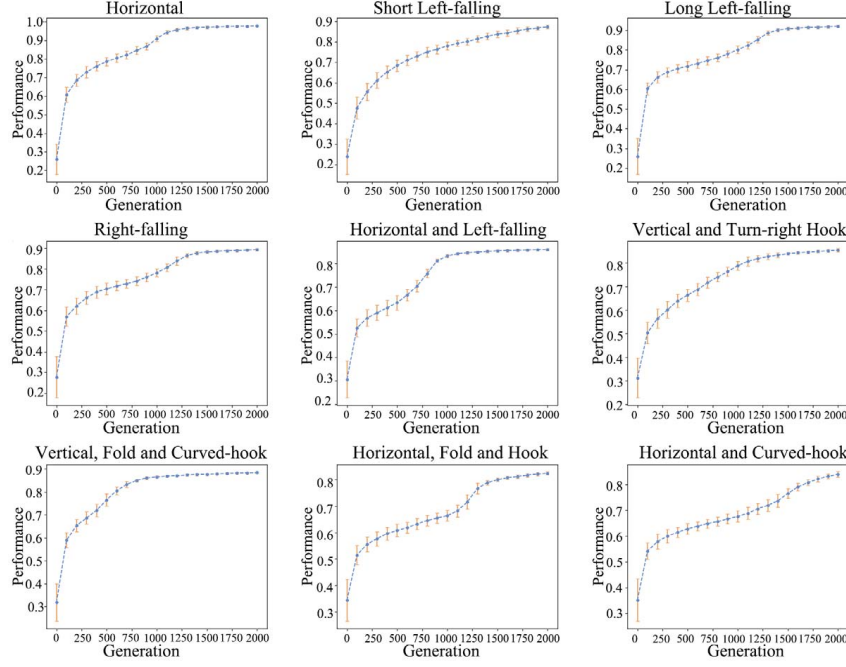 Horizontal
Performance
1.0
0.9
0.8
0.7
0.6
0.5
0.4
0.3
0.2
0 250 500 750 1000 1250 1500 1750 2000
Generation
Short Left-falling
Performance
0.9
0.8
0.7
0.6
0.5
0.4
0.3
0.2
0 250 500 750 1000 1250 1500 1750 2000
Generation
Long Left-falling
Performance
0.9
0.8
0.7
0.6
0.5
0.4
0.3
0.2
0 250 500 750 1000 1250 1500 1750 2000
Generation
Right-falling
Performance
0.9
0.8
0.7
0.6
0.5
0.4
0.3
0.2
0 250 500 750 1000 1250 1500 1750 2000
Generation
Horizontal and Left-falling
Performance
0.8
0.7
0.6
0.5
0.4
0.3
0.2
0 250 500 750 1000 1250 1500 1750 2000
Generation
Vertical and Turn-right Hook
Performance
0.8
0.7
0.6
0.5
0.4
0.3
0.2
0 250 500 750 1000 1250 1500 1750 2000
Generation
Vertical, Fold and Curved-hook
Performance
0.9
0.8
0.7
0.6
0.5
0.4
0.3
0 250 500 750 1000 1250 1500 1750 2000
Generation
Horizontal, Fold and Hook
Performance
0.8
0.7
0.6
0.5
0.4
0.3
0 250 500 750 1000 1250 1500 1750 2000
Generation
Horizontal and Curved-hook
Performance
0.8
0.7
0.6
0.5
0.4
0.3
0 250 500 750 1000 1250 1500 1750 2000
Generation